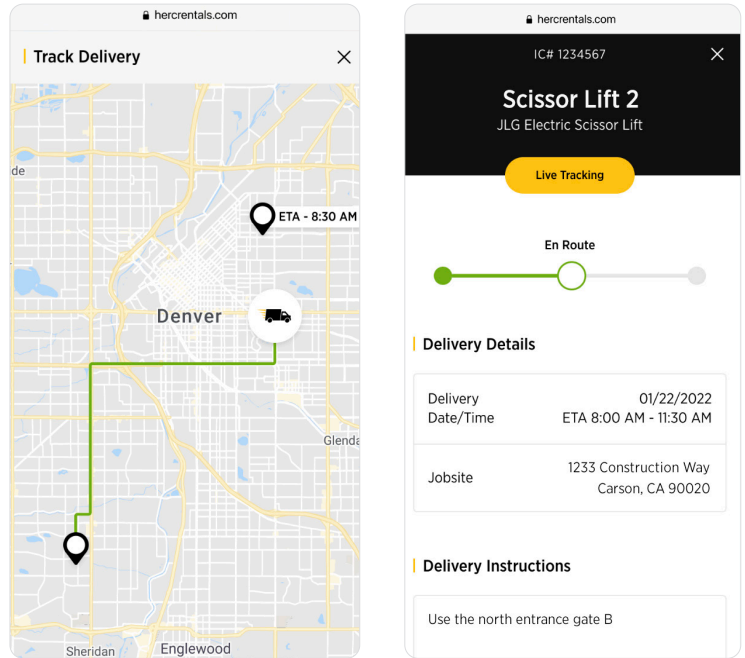 hercrentals.com
Track Delivery
de
ETA - 8:30 AM
Denver
Glenda
Sheridan
Englewood
hercrentals.com
IC# 1234567
Scissor Lift 2
JLG Electric Scissor Lift
Live Tracking
En Route
Delivery Details
Delivery
Date/Time
01/22/2022
ETA 8:00 AM - 11:30 AM
Jobsite
1233 Construction Way
Carson, CA 90020
Delivery Instructions
Use the north entrance gate B